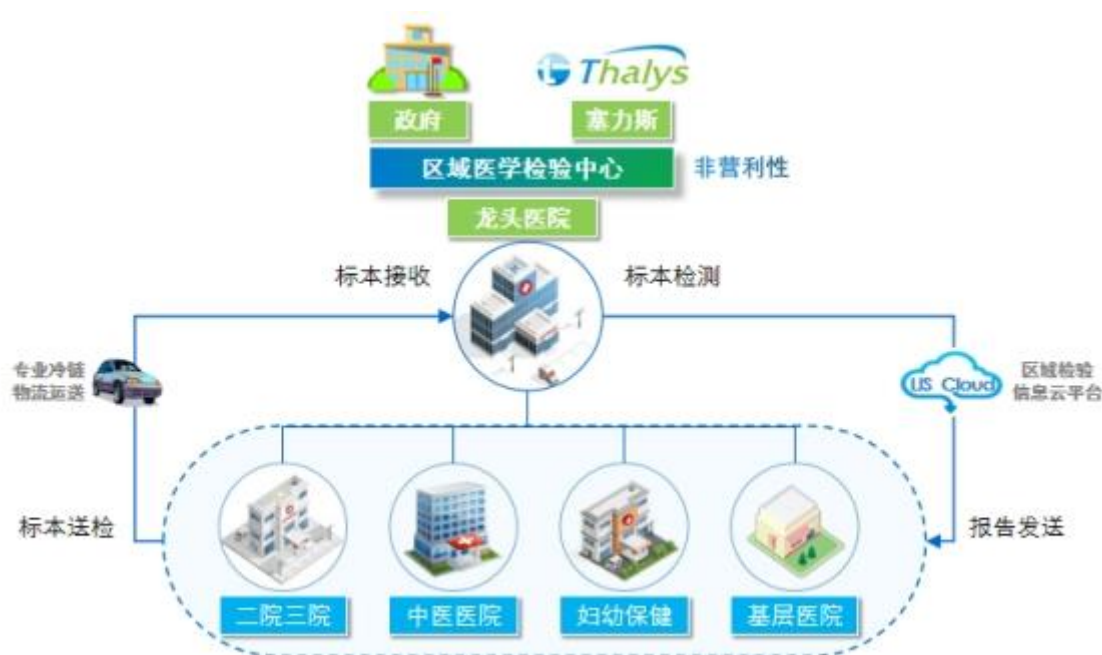 Thalys
政府
塞力斯
区域医学检验中心
非营利性
龙头医院
标本接收
标本检测
专业冷链
物流运送
LIS Cloud
区域检验
信息云平台
标本送检
报告发送
二院三院
中医医院
妇幼保健
基层医院